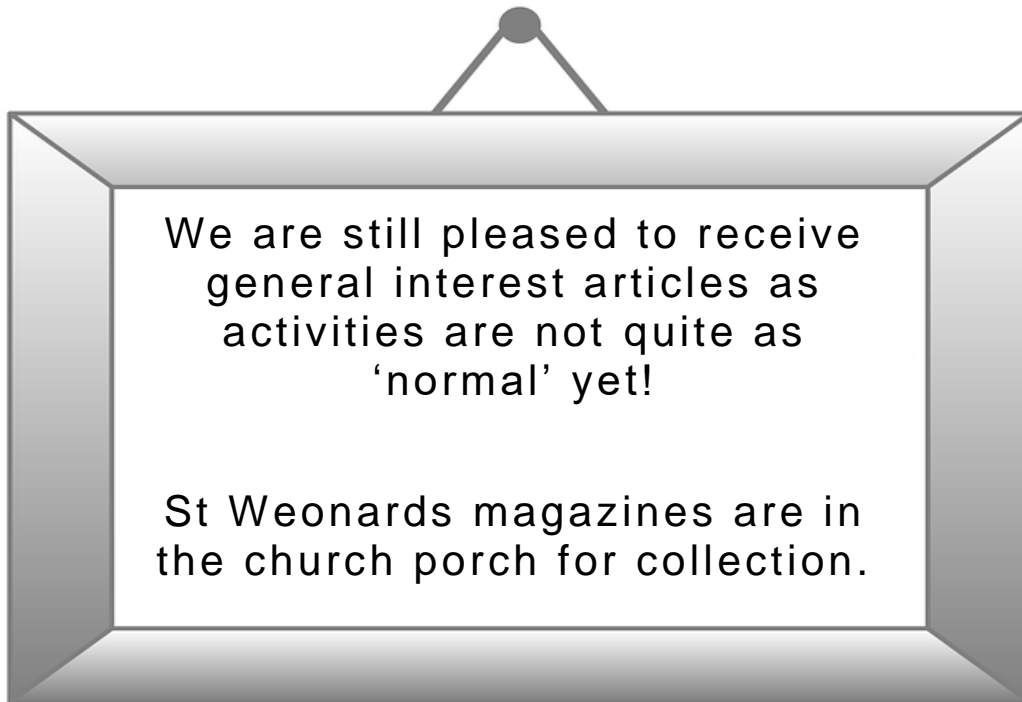 We are still pleased to receive
general interest articles as
activities are not quite as
‘normal’ yet!
St Weonards magazines are in
the church porch for collection.